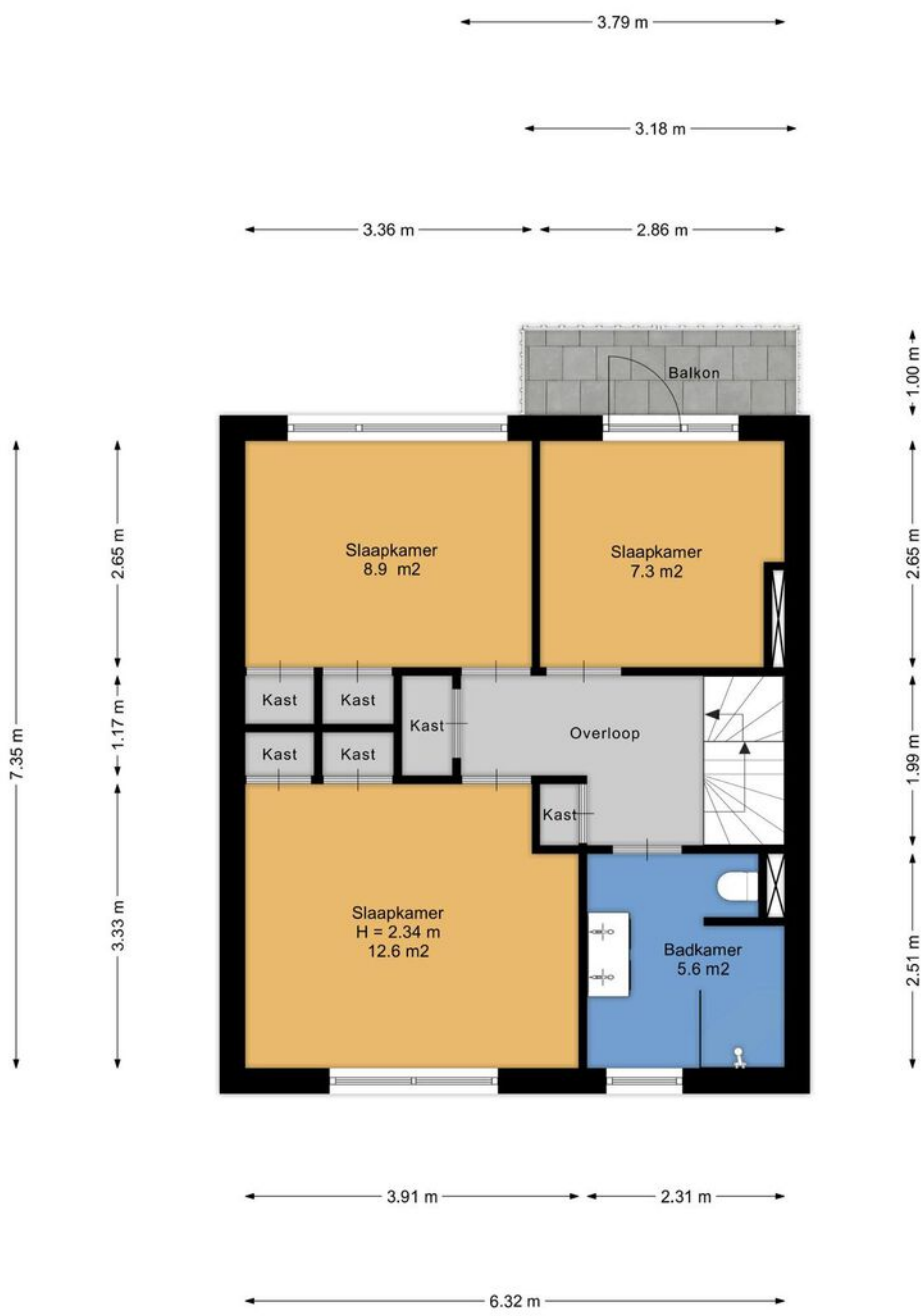 3.79 m
3.18 m
3.36 m
2.86 m
1.00 m
Balkon
7.35 m
2.65 m
Slaapkamer
8.9 m2
Slaapkamer
7.3 m2
2.65 m
1.17 m
Kast
Kast
Kast
Kast
Kast
Overloop
1.99 m
Kast
3.33 m
Slaapkamer
H = 2.34 m
12.6 m2
Badkamer
5.6 m2
2.51 m
3.91 m
2.31 m
6.32 m